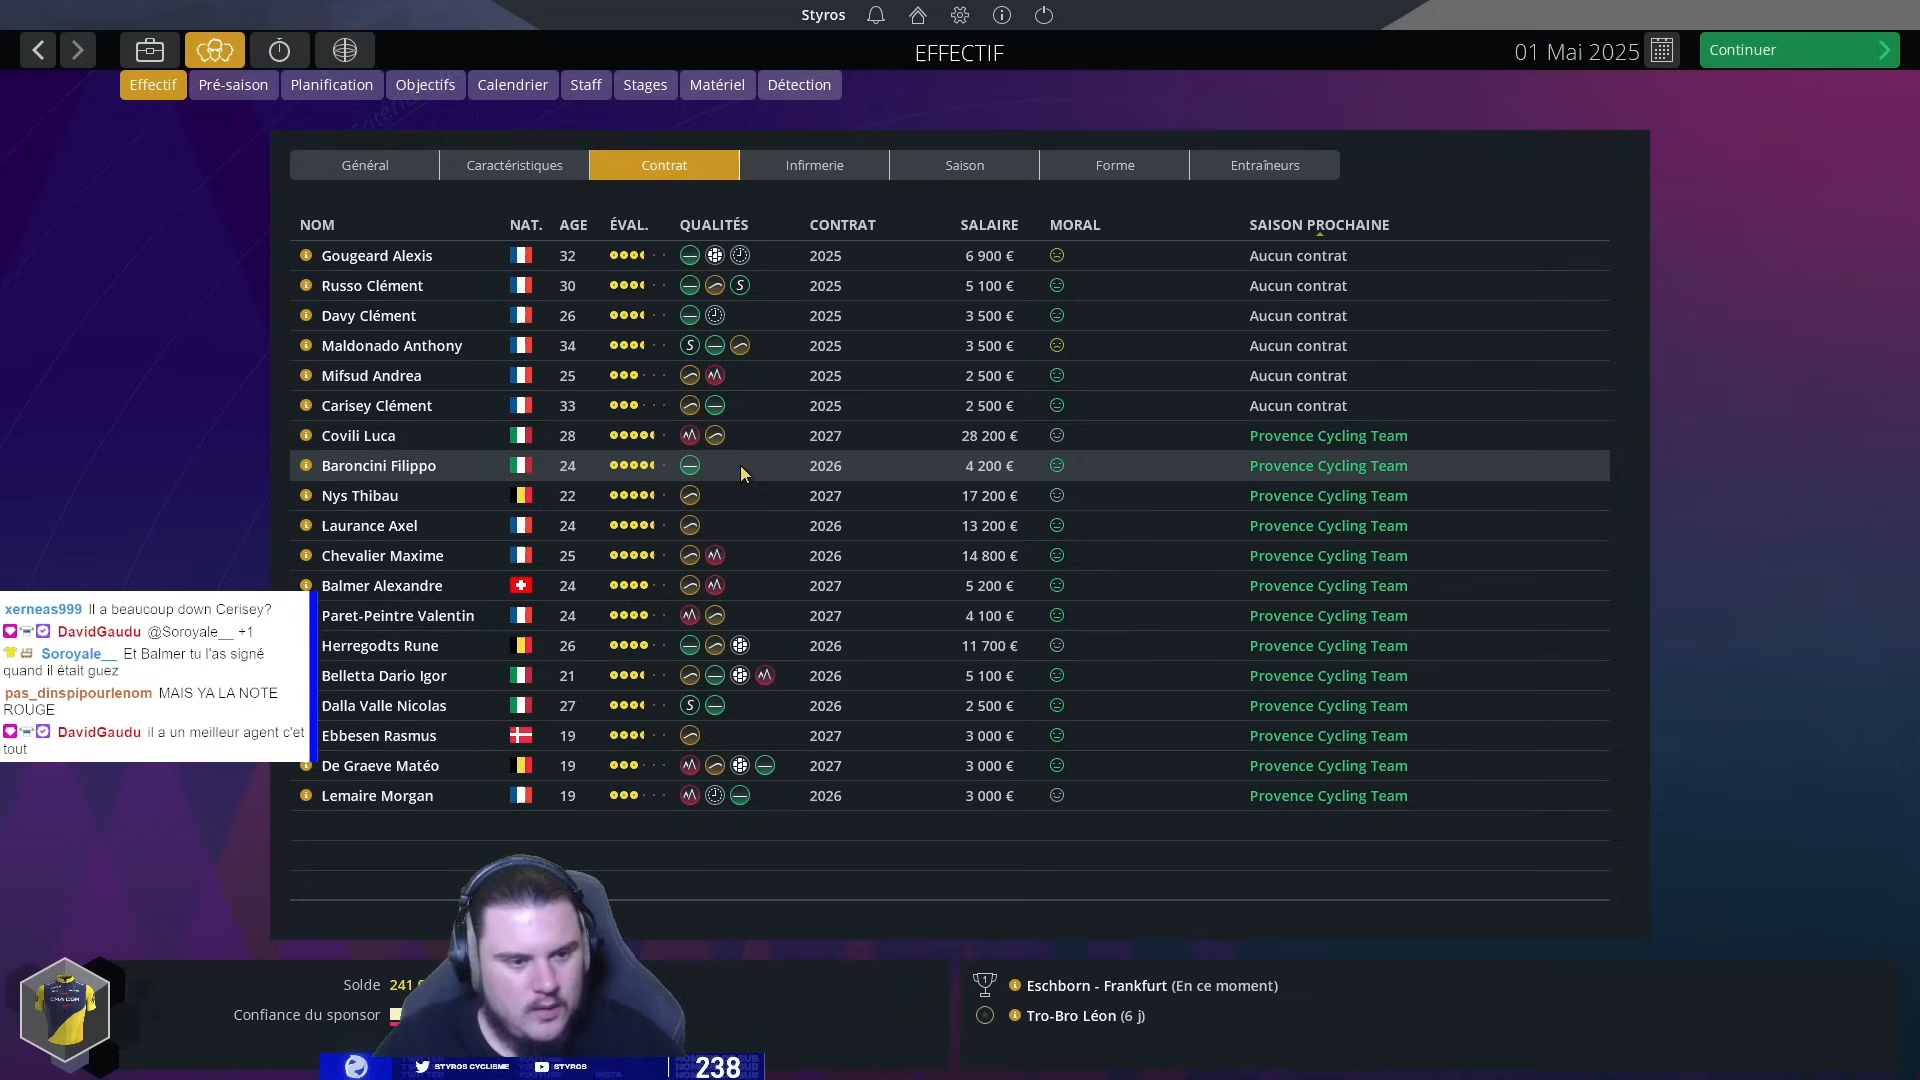 Styros
EFFECTIF
01 Mai 2025
Continuer
Effectif Pré-saison Planification Objectifs Calendrier Staff Stages Matériel Détection
Général Caractéristiques Contrat Infirmerie Saison Forme Entraîneurs
NOM NAT. AGE ÉVAL. QUALITÉS CONTRAT SALAIRE MORAL SAISON PROCHAINE
Gougeard Alexis 32 2025 6 900 € Aucun contrat
Russo Clément 30 S 2025 5 100 € Aucun contrat
Davy Clément 26 2025 3 500 € Aucun contrat
Maldonado Anthony 34 S 2025 3 500 € Aucun contrat
Mifsud Andrea 25 2025 2 500 € Aucun contrat
Carisey Clément 33 2025 2 500 € Aucun contrat
Covili Luca 28 2027 28 200 € Provence Cycling Team
Baroncini Filippo 24 2026 4 200 € Provence Cycling Team
Nys Thibau 22 2027 17 200 € Provence Cycling Team
Laurance Axel 24 2026 13 200 € Provence Cycling Team
Chevalier Maxime 25 2026 14 800 € Provence Cycling Team
Balmer Alexandre 24 2027 5 200 € Provence Cycling Team
Paret-Peintre Valentin 24 2027 4 100 € Provence Cycling Team
Herregodts Rune 26 2026 11 700 € Provence Cycling Team
Belletta Dario Igor 21 2026 5 100 € Provence Cycling Team
Dalla Valle Nicolas 27 S 2026 2 500 € Provence Cycling Team
Ebbesen Rasmus 19 2027 3 000 € Provence Cycling Team
De Graeve Matéo 19 2027 3 000 € Provence Cycling Team
Lemaire Morgan 19 2026 3 000 € Provence Cycling Team
xerneas999 Il a beaucoup down Cerisey?
DavidGaudu @Soroyale__ +1
Soroyale__ Et Balmer tu l'as signé
quand il était guez
pas_dinspipourlenom MAIS YA LA NOTE
ROUGE
DavidGaudu il a un meilleur agent c'et
tout
Solde 241
Confiance du sponsor
CMA CGM
Eschborn - Frankfurt (En ce moment)
Tro-Bro Léon (6 j)
STYROS CYCLISME
STYROS
238